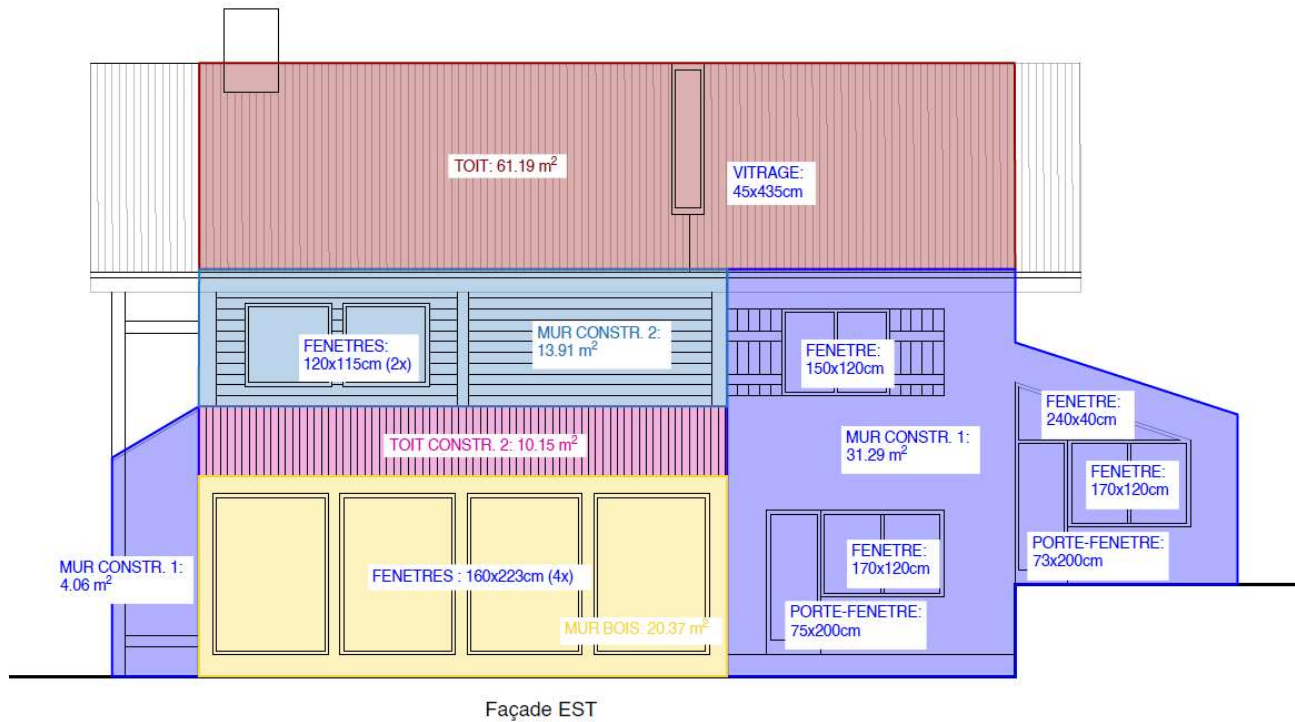 TOIT: 61.19 m²
VITRAGE:
45x435cm
FENETRES:
120x115cm (2x)
MUR CONSTR. 2:
13.91 m²
FENETRE:
150x120cm
FENETRE:
240x40cm
TOIT CONSTR. 2: 10.15 m²
MUR CONSTR. 1:
31.29 m²
FENETRE:
170x120cm
MUR CONSTR. 1:
4.06 m²
FENETRES : 160x223cm (4x)
FENETRE:
170x120cm
PORTE-FENETRE:
73x200cm
MUR BOIS: 20.37 m²
PORTE-FENETRE:
75x200cm
Façade EST